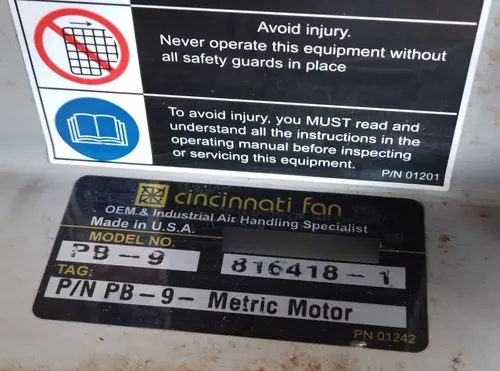 Avoid injury.
Never operate this equipment without
all safety guards in place
To avoid injury, you MUST read and
understand all the instructions in the
operating manual before inspecting
or servicing this equipment.
P/N 01201
cincinnati fan
OEM & Industrial Air Handling Specialist
Made in U.S.A.
MODEL NO.
PB-9 816418-1
TAG:
P/N PB-9- Metric Motor
PN 01242